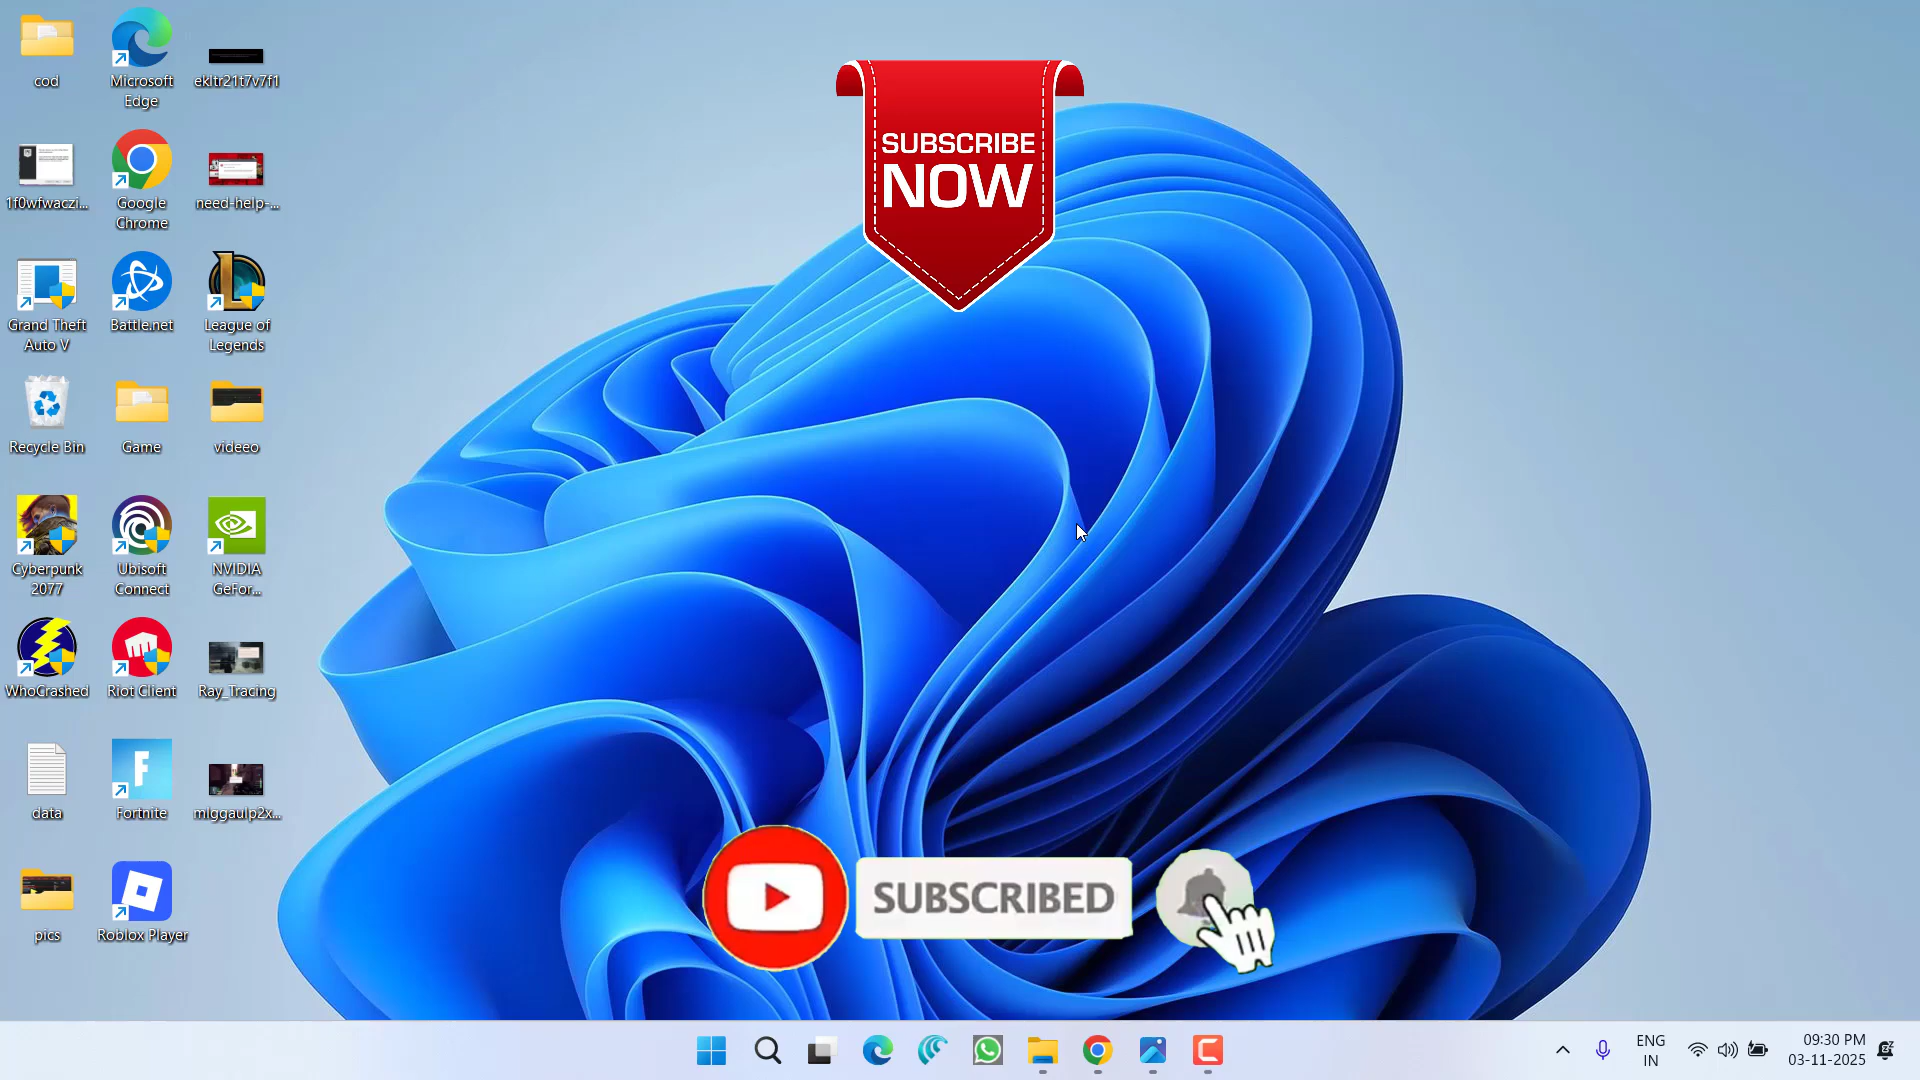 cod
Microsoft
Edge
ekltr21t7v7f1
1f0wfwaczi...
Google
Chrome
need-help-...
Grand Theft
Auto V
Battle.net
League of
Legends
Recycle Bin
Game
videeo
Cyberpunk
2077
Ubisoft
Connect
NVIDIA
GeFor...
WhoCrashed
Riot Client
Ray_Tracing
data
Fortnite
mlggaulp2x...
pics
Roblox Player
SUBSCRIBE
NOW
SUBSCRIBED
ENG
IN
09:30 PM
03-11-2025